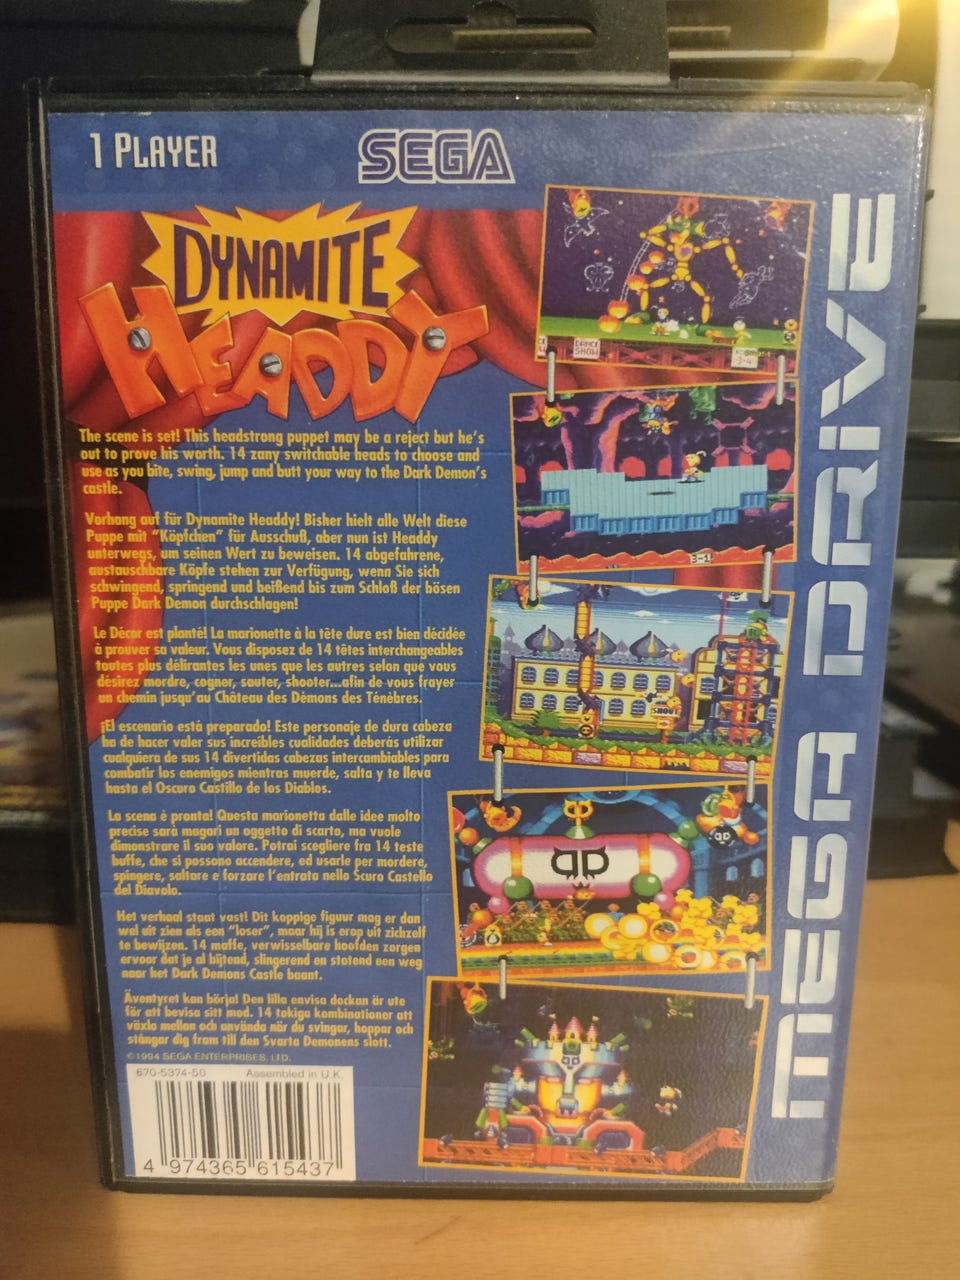 1 PLAYER
SEGA
DYNAMITE
HEADDY
The scene is set! This headstrong puppet may be a reject but he's
out to prove his worth. 14 zany switchable heads to choose and
use as you bite, swing, jump and butt your way to the Dark Demon's
castle.
Vorhang auf für Dynamite Headdy! Bisher hielt alle Welt diese
Puppe mit "Köpfchen" für Ausschuß, aber nun ist Headdy
unterwegs, um seinen Wert zu beweisen. 14 abgefahrene,
austauschbare Köpfe stehen zur Verfügung, wenn Sie sich
schwingend, springend und beißend bis zum Schloß der bösen
Puppe Dark Demon durchschlagen!
Le Décor est planté! La marionette à la tête dure est bien décidée
à prouver sa valeur. Vous disposez de 14 têtes interchangeables
toutes plus délirantes les unes que les autres selon que vous
désirez mordre, cogner, sauter, shooter...afin de vous frayer
un chemin jusqu'au Château des Démons des Ténèbres.
¡El escenario está preparado! Este personaje de dura cabeza
ha de hacer valer sus increíbles cualidades deberás utilizar
cualquiera de sus 14 divertidas cabezas intercambiables para
combatir los enemigos mientras muerde, salta y te lleva
hasta el Oscuro Castillo de los Diablos.
La scena è pronta! Questa marionetta dalle idee molto
precise sarà magari un oggetto di scarto, ma vuole
dimonstrare il suo valore. Potrai scegliere fra 14 teste
buffe, che si possono accendere, ed usarle per mordere,
spingere, saltare e forzare l'entrata nello Scuro Castello
del Diavolo.
Het verhaal staat vast! Dit koppige figuur mag er dan
wel uit zien als een "loser", maar hij is erop uit zichzelf
te bewijzen. 14 maffe, verwisselbare hoofden zorgen
ervoor dat je al bijtend, slingerend en stotend een weg
naar het Dark Demons Castle baant.
Äventyret kan börja! Den lilla envisa dockan är ute
för att bevisa sitt mod. 14 tokiga kombinationer att
växla mellan och använda när du svingar, hoppar och
stångar dig fram till den Svarta Demonens slott.
©1994 SEGA ENTERPRISES, LTD.
670-5374-50 Assembled in U.K.
4 974365 615437
DANCE
SHOW
3-4
3-1
SHOOT
MEGA DRIVE